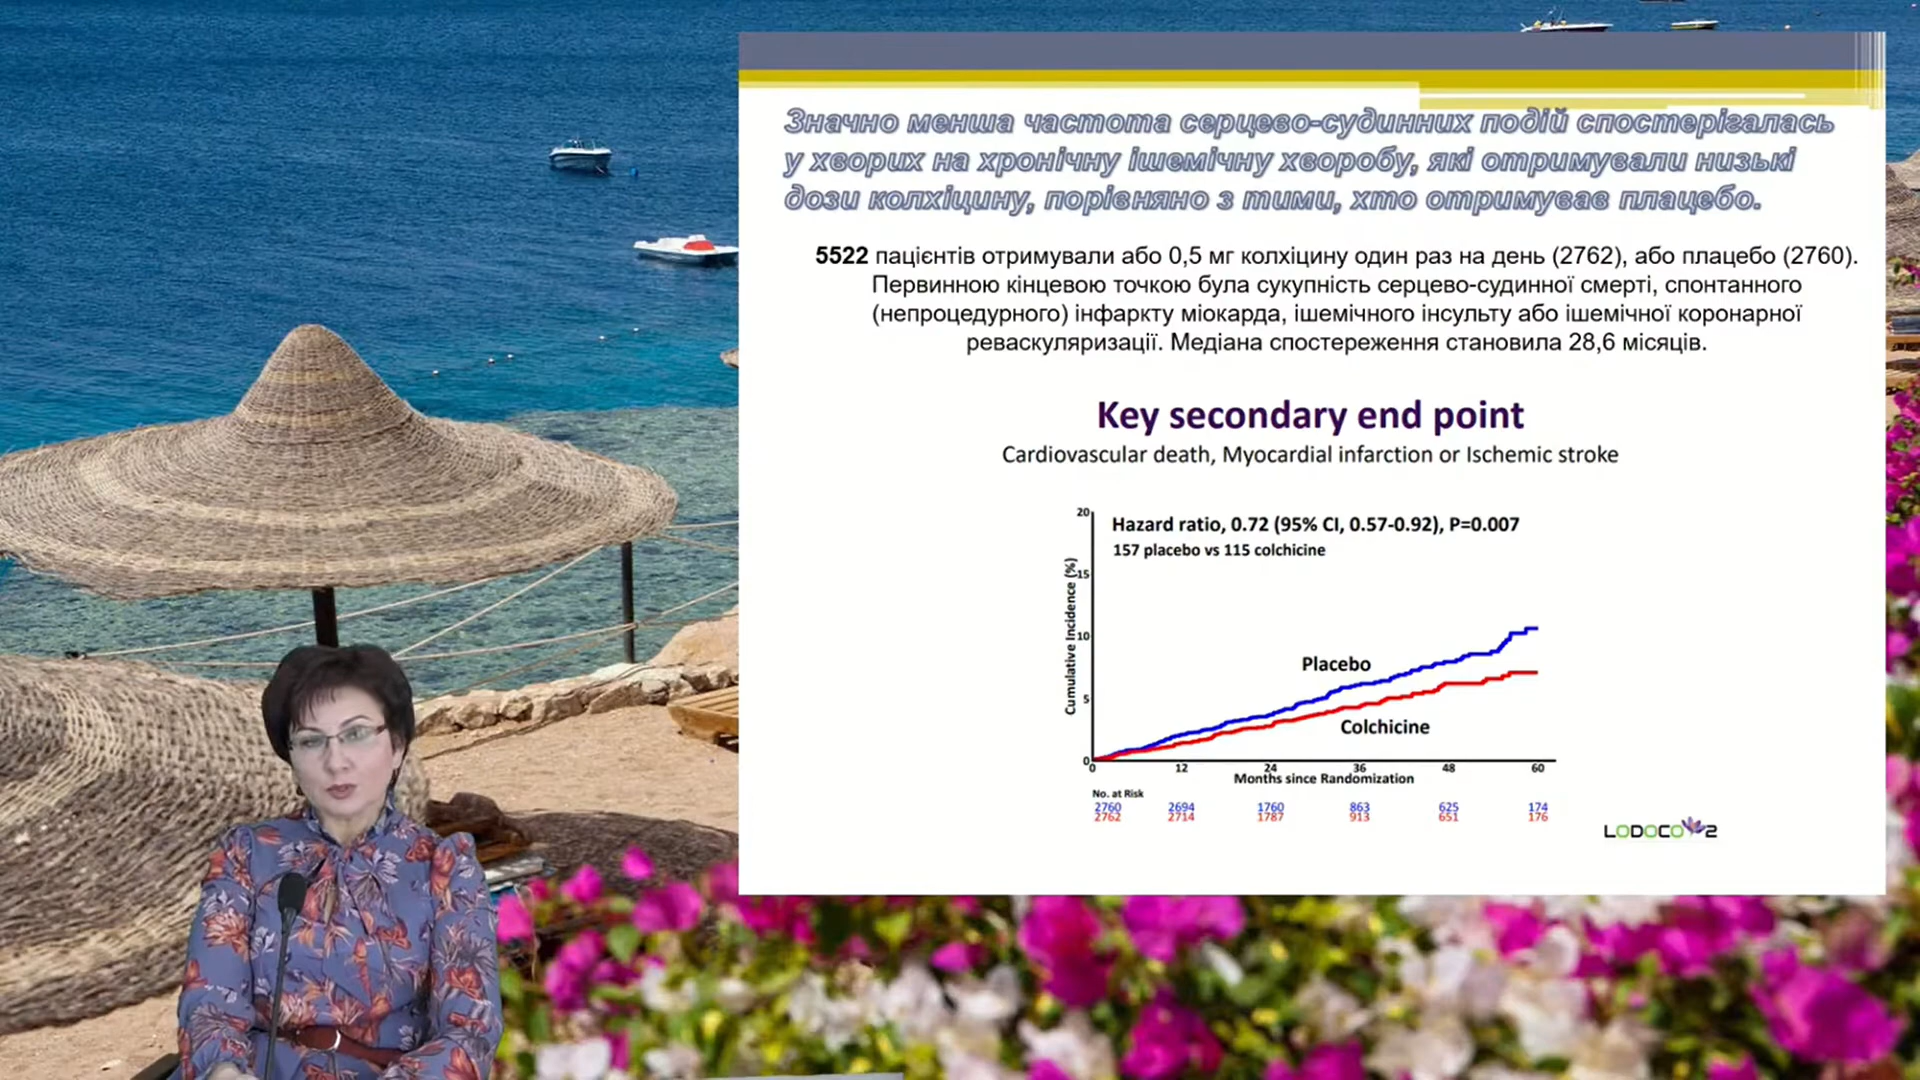 Значно менша частота серцево-судинних подій спостерігалась
у хворих на хронічну ішемічну хворобу, які отримували низькі
дози колхіцину, порівняно з тими, хто отримував плацебо.
5522 пацієнтів отримували або 0,5 мг колхіцину один раз на день (2762), або плацебо (2760).
Первинною кінцевою точкою була сукупність серцево-судинної смерті, спонтанного
(непроцедурного) інфаркту міокарда, ішемічного інсульту або ішемічної коронарної
реваскуляризації. Медіана спостереження становила 28,6 місяців.
Key secondary end point
Cardiovascular death, Myocardial infarction or Ischemic stroke
Hazard ratio, 0.72 (95% CI, 0.57-0.92), P=0.007
157 placebo vs 115 colchicine
Cumulative Incidence (%)
20
15
10
5
0
Placebo
Colchicine
0 12 24 36 48 60
Months since Randomization
No. at Risk
2760 2694 1760 863 625 174
2762 2714 1787 913 651 176
LODOCO 2